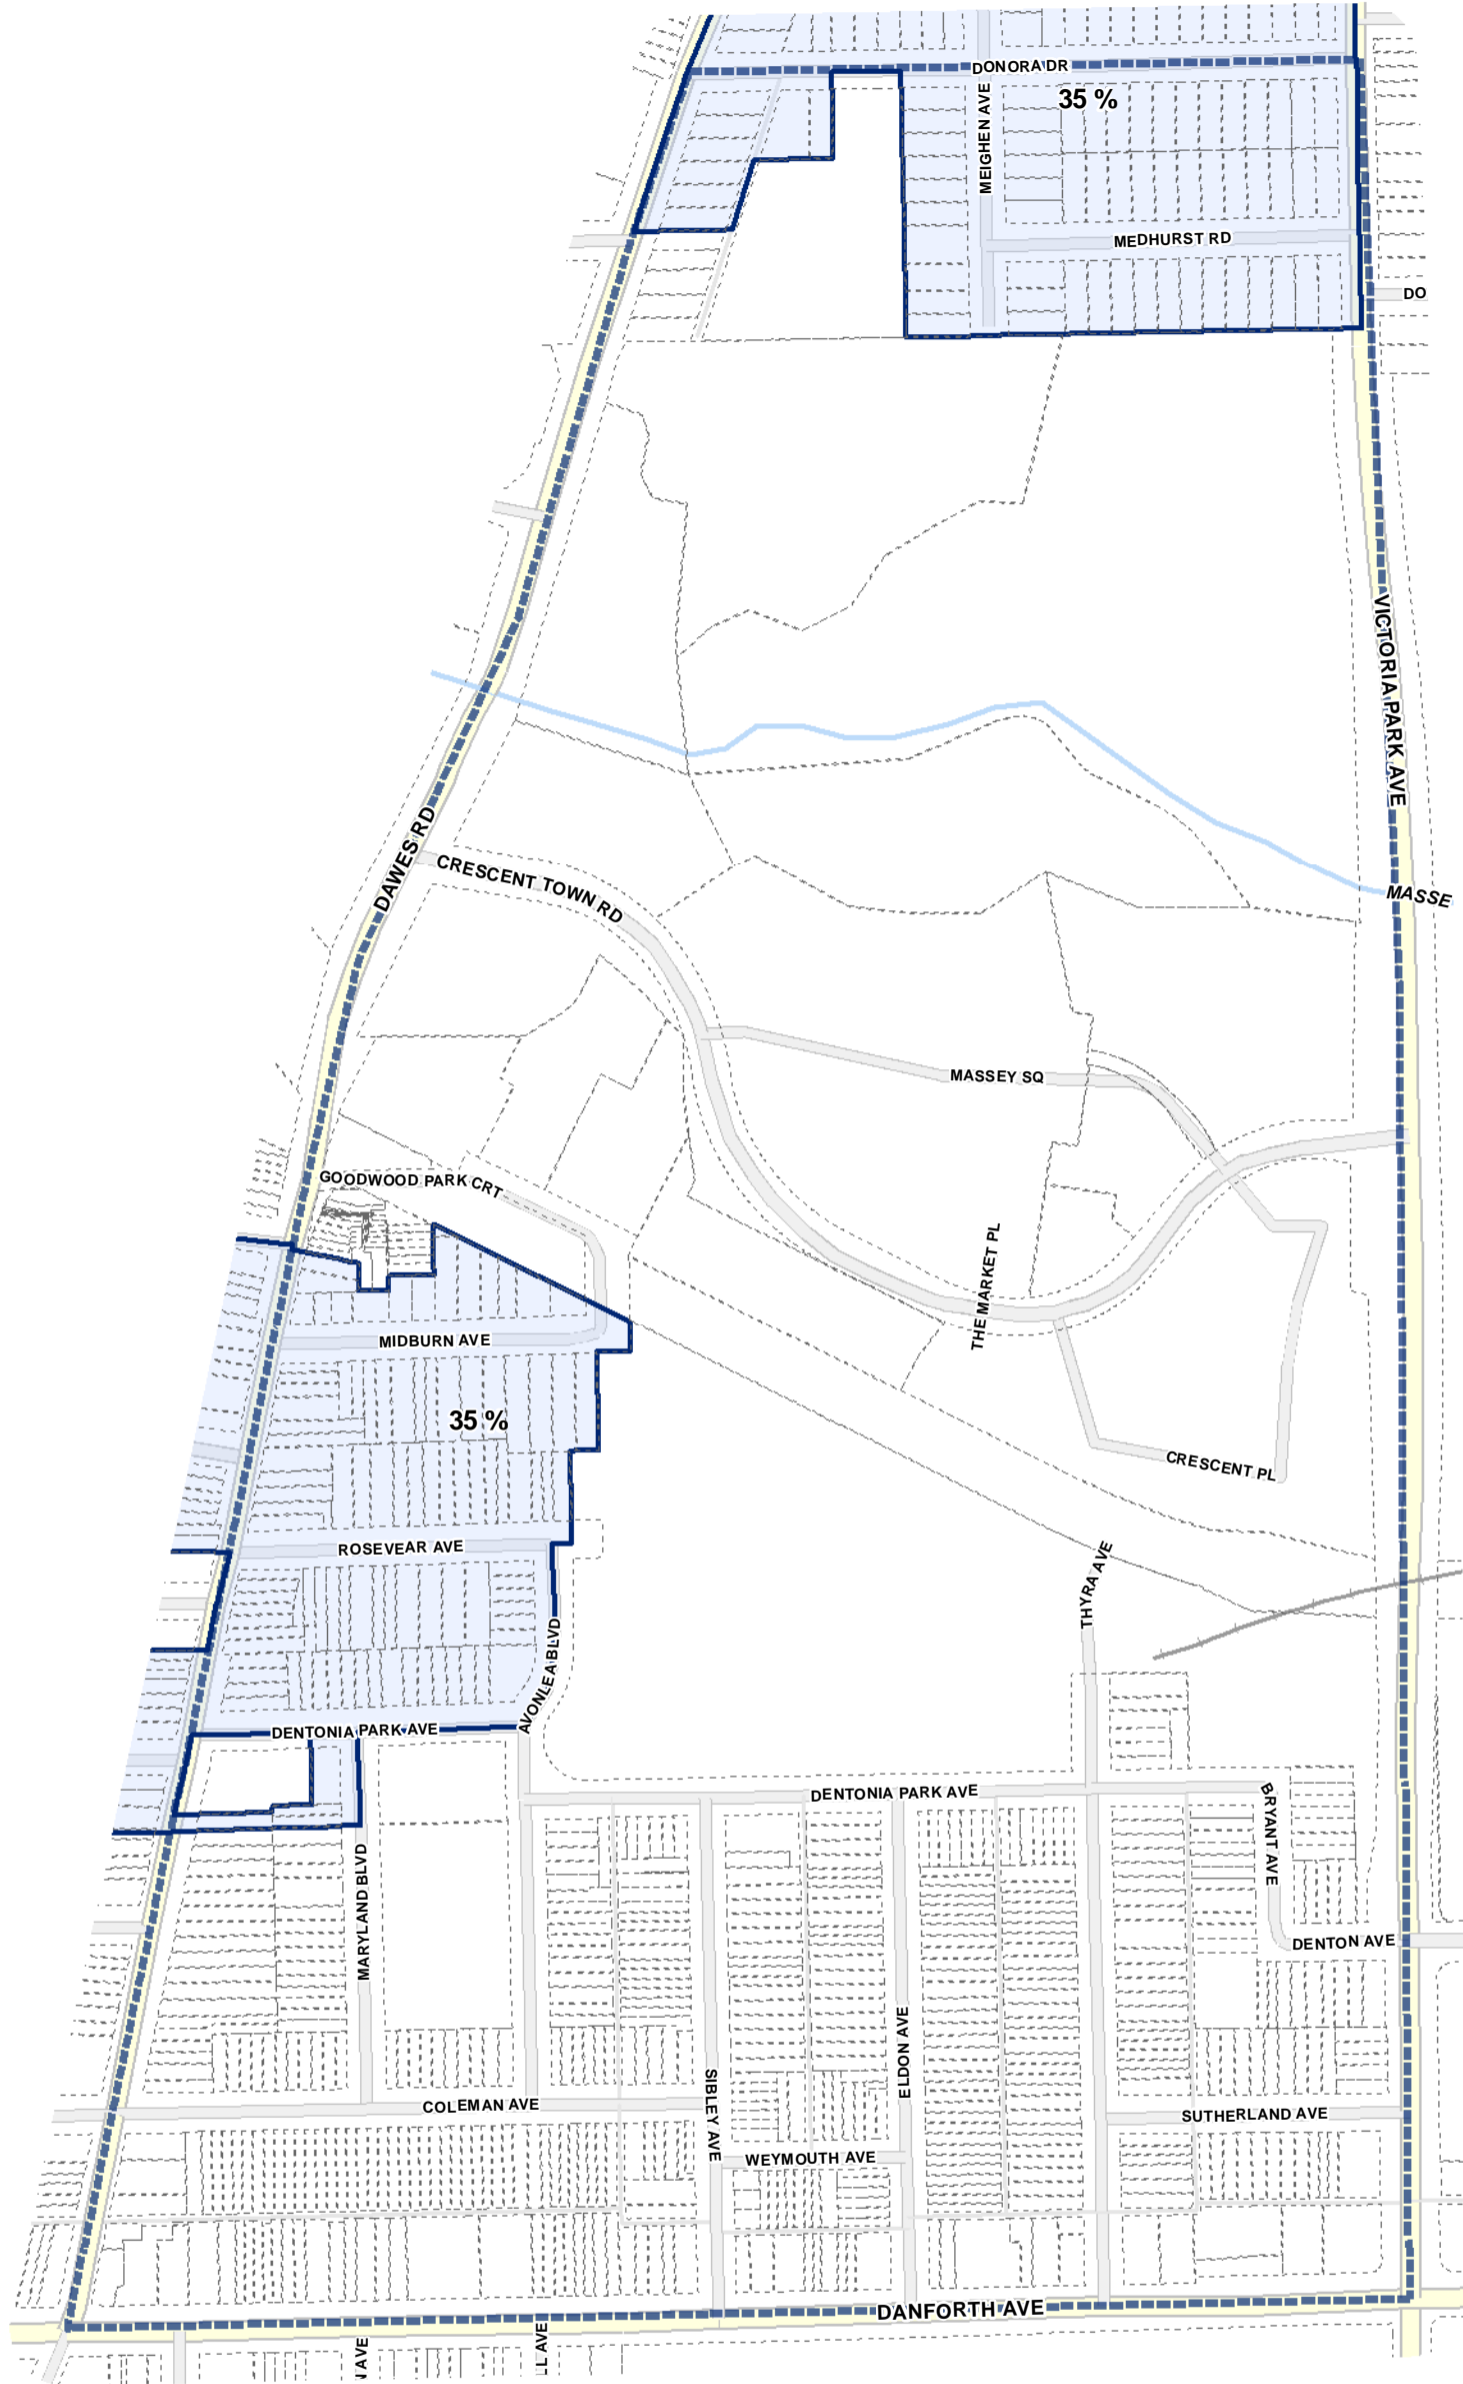 DONORA DR
35 %
MEIGHEN AVE
MEDHURST RD
DO
VICTORIA PARK AVE
DAWES RD
CRESCENT TOWN RD
MASSE
MASSEY SQ
GOODWOOD PARK CRT
THE MARKET PL
MIDBURN AVE
35 %
CRESCENT PL
ROSEVEAR AVE
THYRA AVE
AVONLEA BLVD
DENTONIA PARK AVE
DENTONIA PARK AVE
BRYANT AVE
MARYLAND BLVD
DENTON AVE
ELDON AVE
SIBLEY AVE
COLEMAN AVE
SUTHERLAND AVE
WEYMOUTH AVE
DANFORTH AVE
AVE
LL AVE